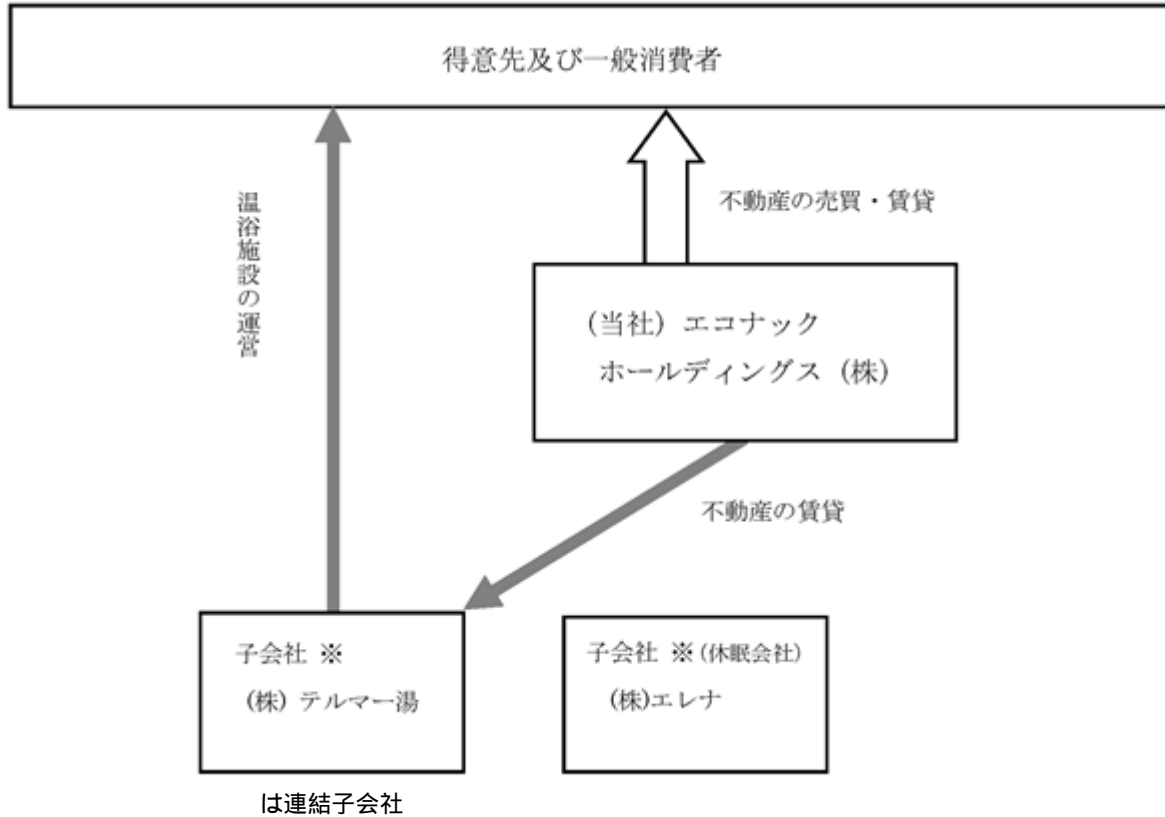 得意先及び一般消費者
温浴施設の運営
不動産の売買・賃貸
(当社) エコナック
ホールディングス (株)
不動産の賃貸
子会社 ※
(株) テルマー湯
子会社 ※ (休眠会社)
(株)エレナ
は連結子会社